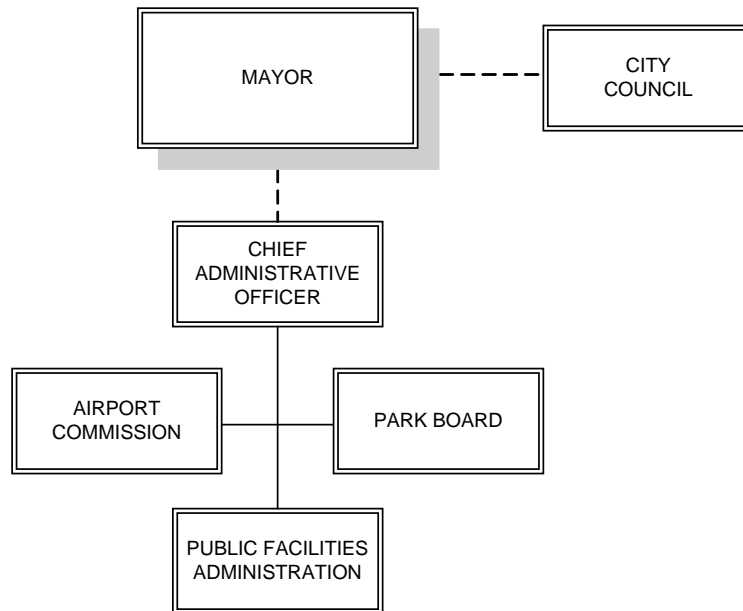 MAYOR
CITY
COUNCIL
CHIEF
ADMINISTRATIVE
OFFICER
AIRPORT
COMMISSION
PARK BOARD
PUBLIC FACILITIES
ADMINISTRATION